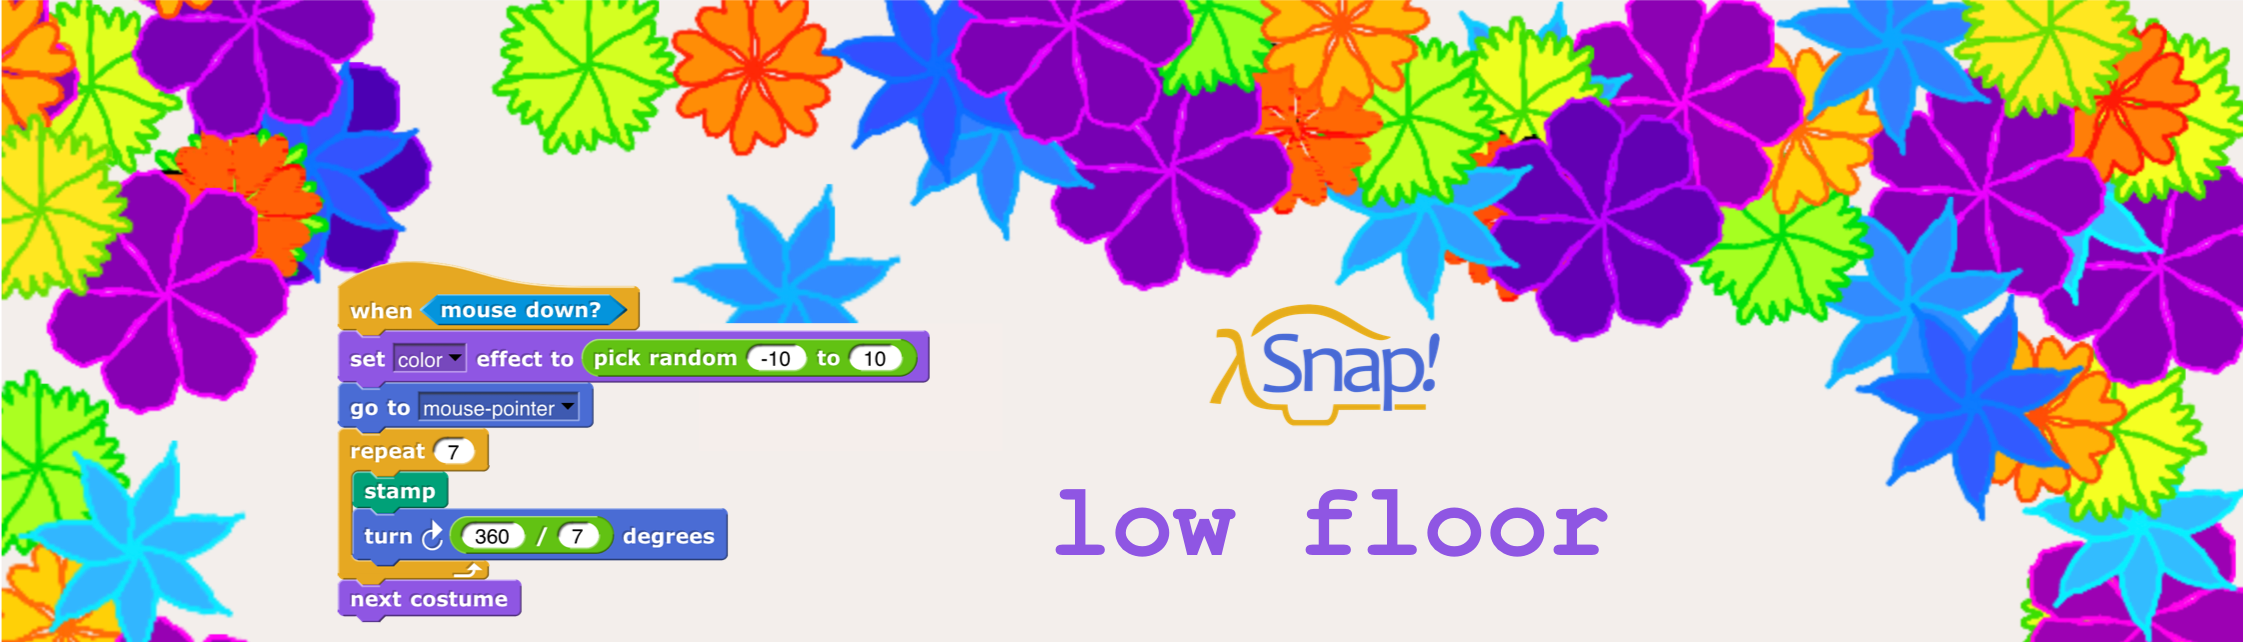 when mouse down?
set color effect to pick random -10 to 10
go to mouse-pointer
repeat 7
stamp
turn 360 / 7 degrees
next costume
λSnap!
low floor